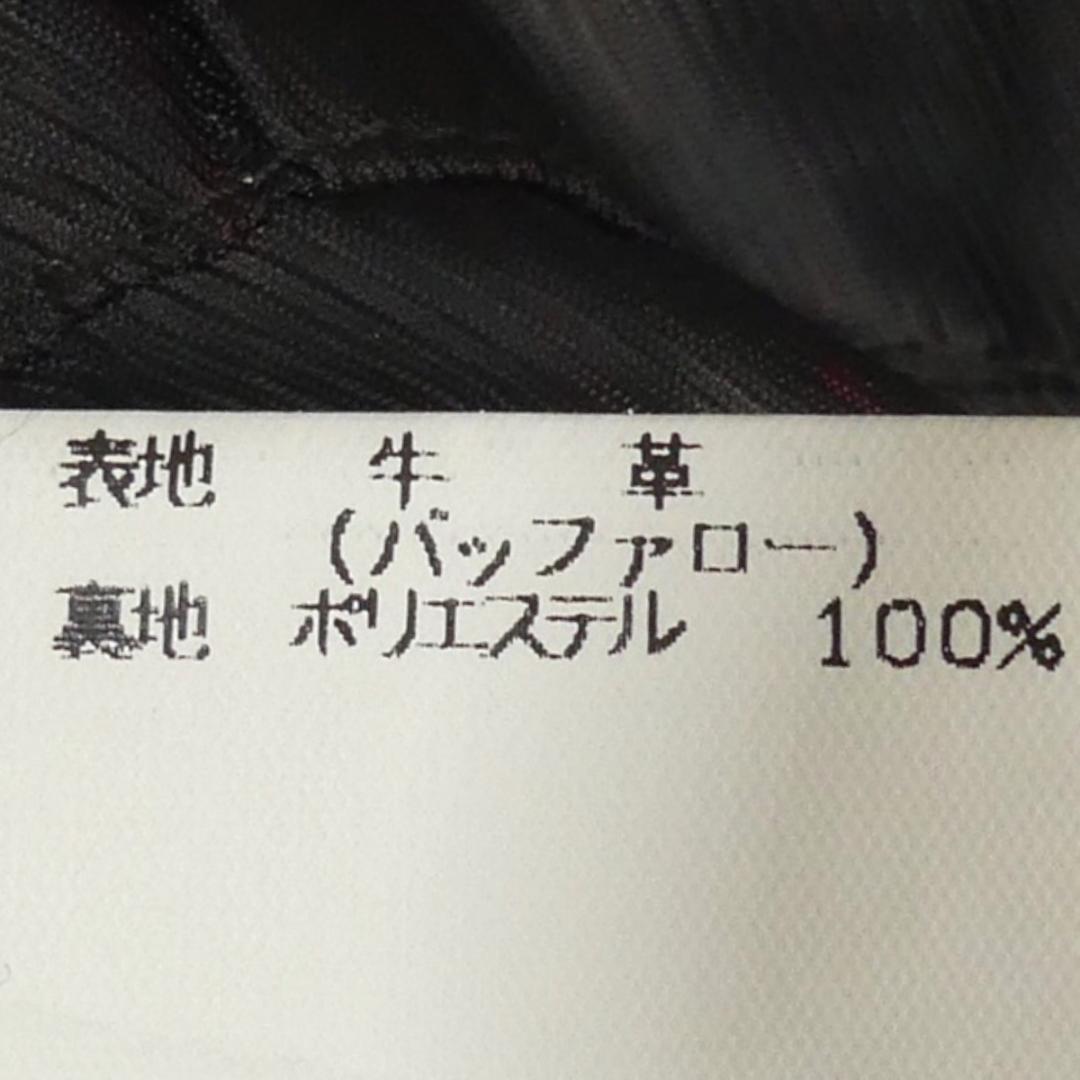 表地 牛 革
(バッファロー)
裏地 ポリエステル 100%